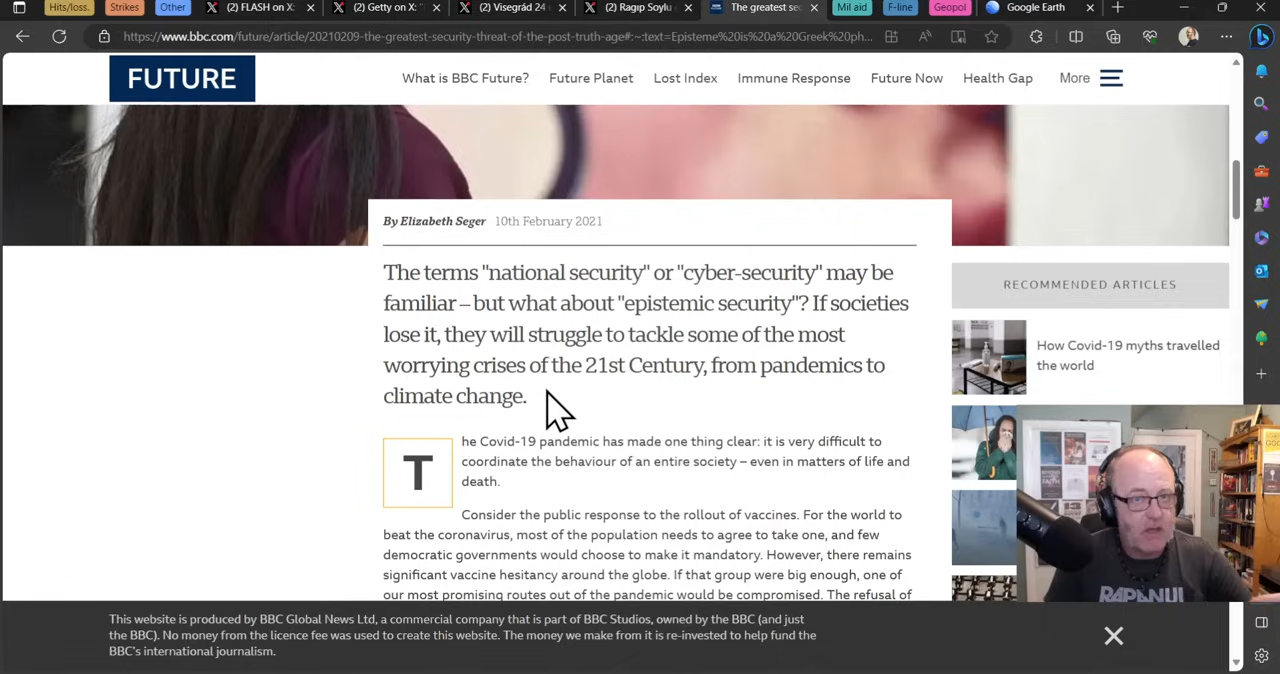 Hits/loss.
Strikes
Other
(2) FLASH on X:
(2) Getty on X: "
(2) Visegrád 24
(2) Ragıp Soylu
The greatest sec
Mil aid
F-line
Geopol
Google Earth
https://www.bbc.com/future/article/20210209-the-greatest-security-threat-of-the-post-truth-age#:~:text=Episteme%20is%20a%20Greek%20ph...
FUTURE
What is BBC Future?
Future Planet
Lost Index
Immune Response
Future Now
Health Gap
More
By Elizabeth Seger 10th February 2021
The terms "national security" or "cyber-security" may be
familiar – but what about "epistemic security"? If societies
lose it, they will struggle to tackle some of the most
worrying crises of the 21st Century, from pandemics to
climate change.
RECOMMENDED ARTICLES
How Covid-19 myths travelled
the world
The Covid-19 pandemic has made one thing clear: it is very difficult to
coordinate the behaviour of an entire society – even in matters of life and
death.
Consider the public response to the rollout of vaccines. For the world to
beat the coronavirus, most of the population needs to agree to take one, and few
democratic governments would choose to make it mandatory. However, there remains
significant vaccine hesitancy around the globe. If that group were big enough, one of
our most promising routes out of the pandemic would be compromised. The refusal of
RAPANUI
This website is produced by BBC Global News Ltd, a commercial company that is part of BBC Studios, owned by the BBC (and just
the BBC). No money from the licence fee was used to create this website. The money we make from it is re-invested to help fund the
BBC's international journalism.